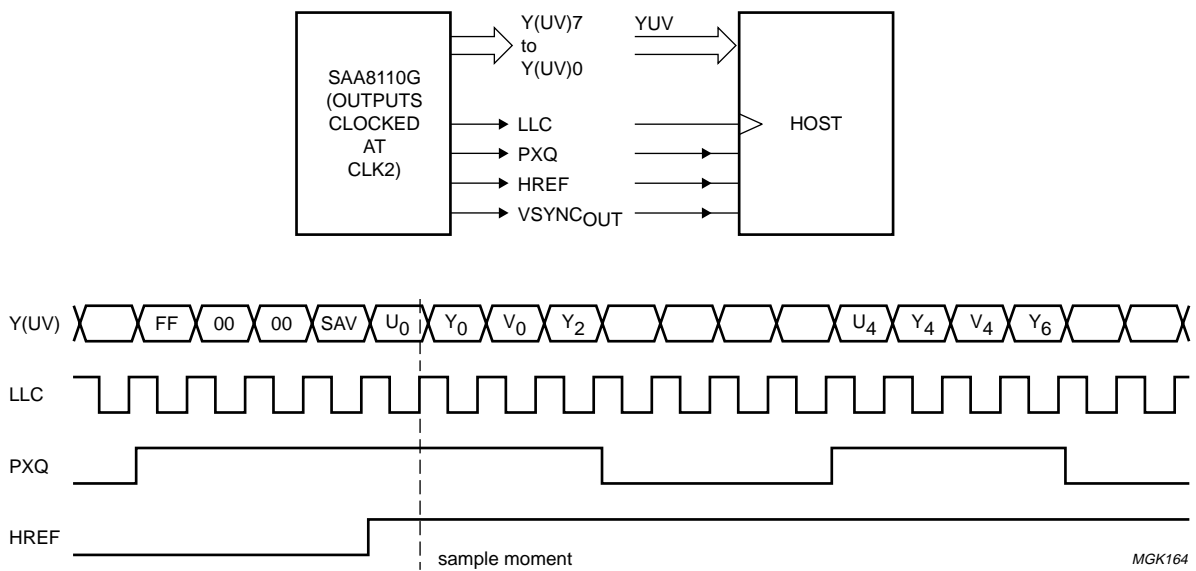 SAA8110G
(OUTPUTS
CLOCKED
AT
CLK2)
Y(UV)7
to
Y(UV)0
YUV
LLC
PXQ
HREF
VSYNCOUT
HOST
Y(UV) FF 00 00 SAV U0 Y0 V0 Y2 U4 Y4 V4 Y6
LLC
PXQ
HREF
sample moment
MGK164